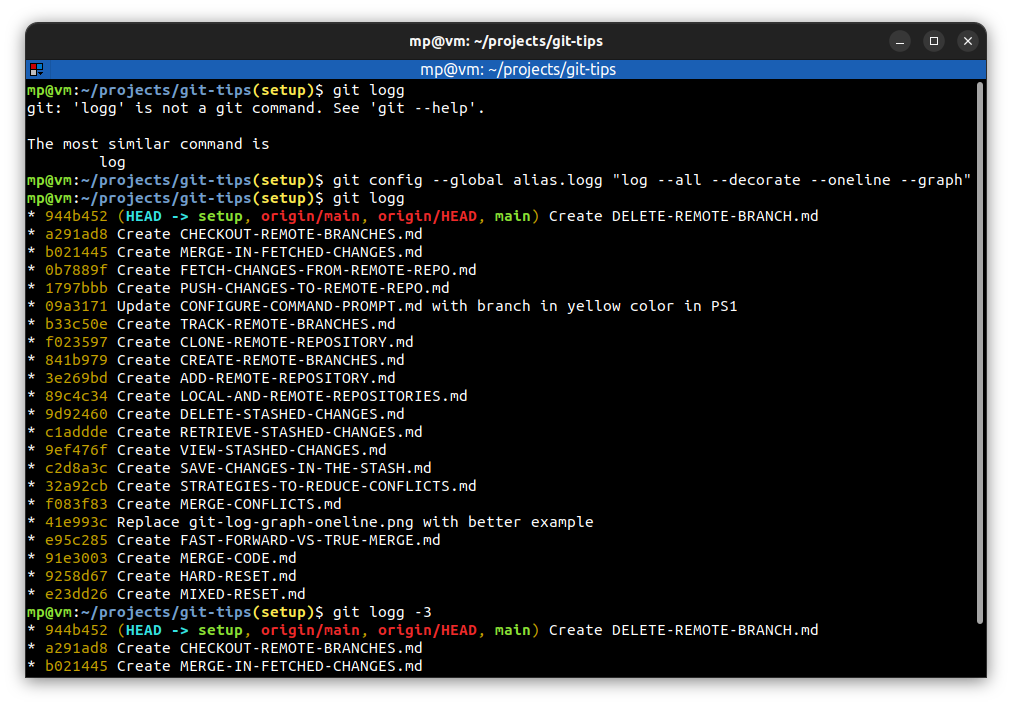 mp@vm: ~/projects/git-tips
mp@vm: ~/projects/git-tips
mp@vm:~/projects/git-tips(setup)$ git logg
git: 'logg' is not a git command. See 'git --help'.
The most similar command is
log
mp@vm:~/projects/git-tips(setup)$ git config --global alias.logg "log --all --decorate --oneline --graph"
mp@vm:~/projects/git-tips(setup)$ git logg
* 944b452 (HEAD -> setup, origin/main, origin/HEAD, main) Create DELETE-REMOTE-BRANCH.md
* a291ad8 Create CHECKOUT-REMOTE-BRANCHES.md
* b021445 Create MERGE-IN-FETCHED-CHANGES.md
* 0b7889f Create FETCH-CHANGES-FROM-REMOTE-REPO.md
* 1797bbb Create PUSH-CHANGES-TO-REMOTE-REPO.md
* 09a3171 Update CONFIGURE-COMMAND-PROMPT.md with branch in yellow color in PS1
* b33c50e Create TRACK-REMOTE-BRANCHES.md
* f023597 Create CLONE-REMOTE-REPOSITORY.md
* 841b979 Create CREATE-REMOTE-BRANCHES.md
* 3e269bd Create ADD-REMOTE-REPOSITORY.md
* 89c4c34 Create LOCAL-AND-REMOTE-REPOSITORIES.md
* 9d92460 Create DELETE-STASHED-CHANGES.md
* c1addde Create RETRIEVE-STASHED-CHANGES.md
* 9ef476f Create VIEW-STASHED-CHANGES.md
* c2d8a3c Create SAVE-CHANGES-IN-THE-STASH.md
* 32a92cb Create STRATEGIES-TO-REDUCE-CONFLICTS.md
* f083f83 Create MERGE-CONFLICTS.md
* 41e993c Replace git-log-graph-oneline.png with better example
* e95c285 Create FAST-FORWARD-VS-TRUE-MERGE.md
* 91e3003 Create MERGE-CODE.md
* 9258d67 Create HARD-RESET.md
* e23dd26 Create MIXED-RESET.md
mp@vm:~/projects/git-tips(setup)$ git logg -3
* 944b452 (HEAD -> setup, origin/main, origin/HEAD, main) Create DELETE-REMOTE-BRANCH.md
* a291ad8 Create CHECKOUT-REMOTE-BRANCHES.md
* b021445 Create MERGE-IN-FETCHED-CHANGES.md